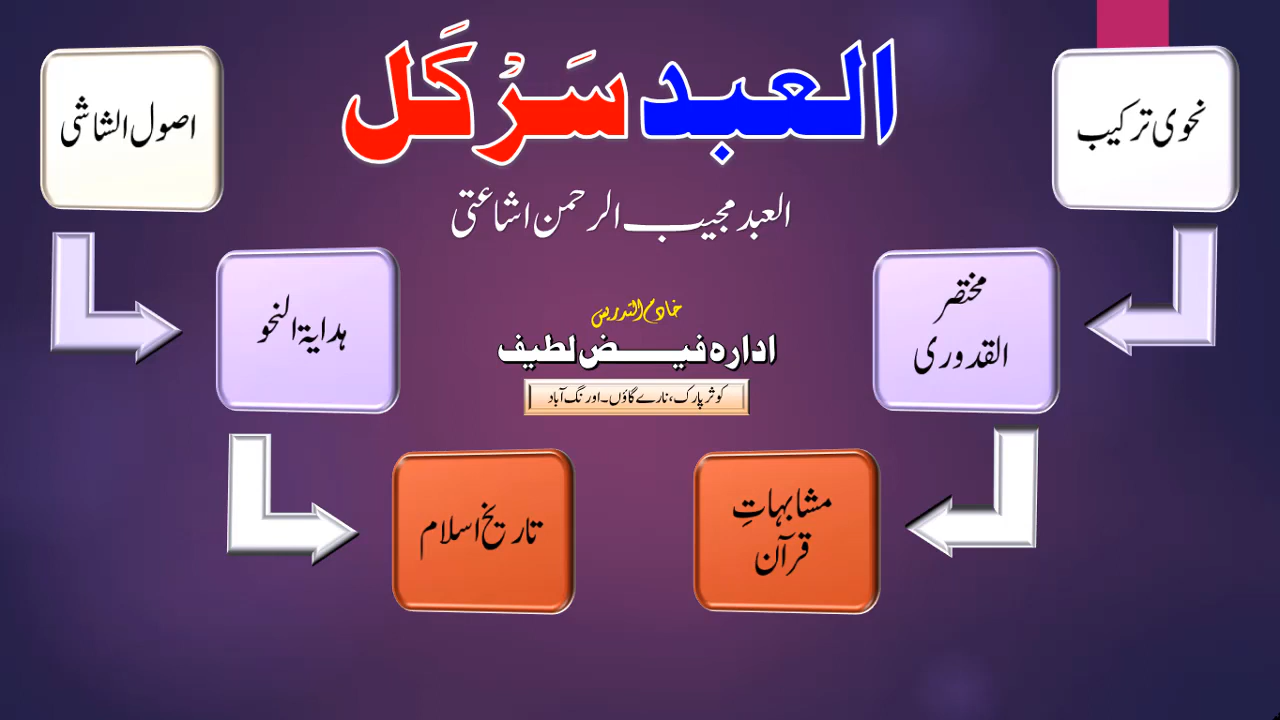 العبد سَرْکَل
العبد مجیب الرحمن اشاعتی
خادم التدریس
ادارہ فیض لطیف
کوثر پارک، نارے گاؤں۔ اورنگ آباد
نحوی ترکیب
مختصر
القدوری
مشابہاتِ
قرآن
اصول الشاشی
ہدایۃ النحو
تاریخ اسلام